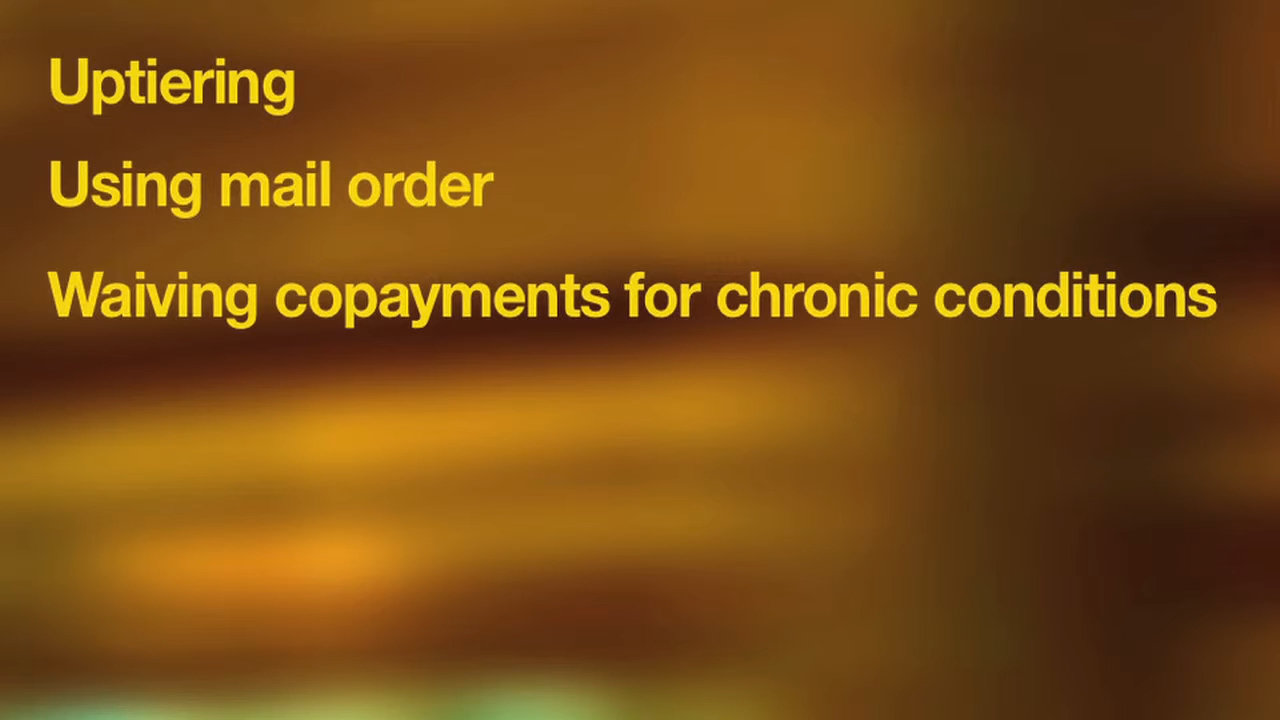 Uptiering
Using mail order
Waiving copayments for chronic conditions